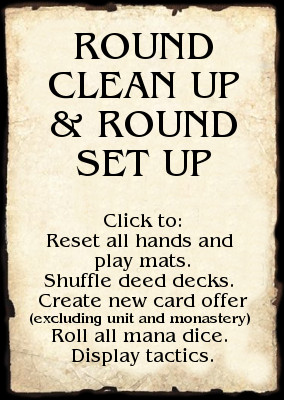 ROUND
CLEAN UP
& ROUND
SET UP
Click to:
Reset all hands and
play mats.
Shuffle deed decks.
Create new card offer
(excluding unit and monastery)
Roll all mana dice.
Display tactics.